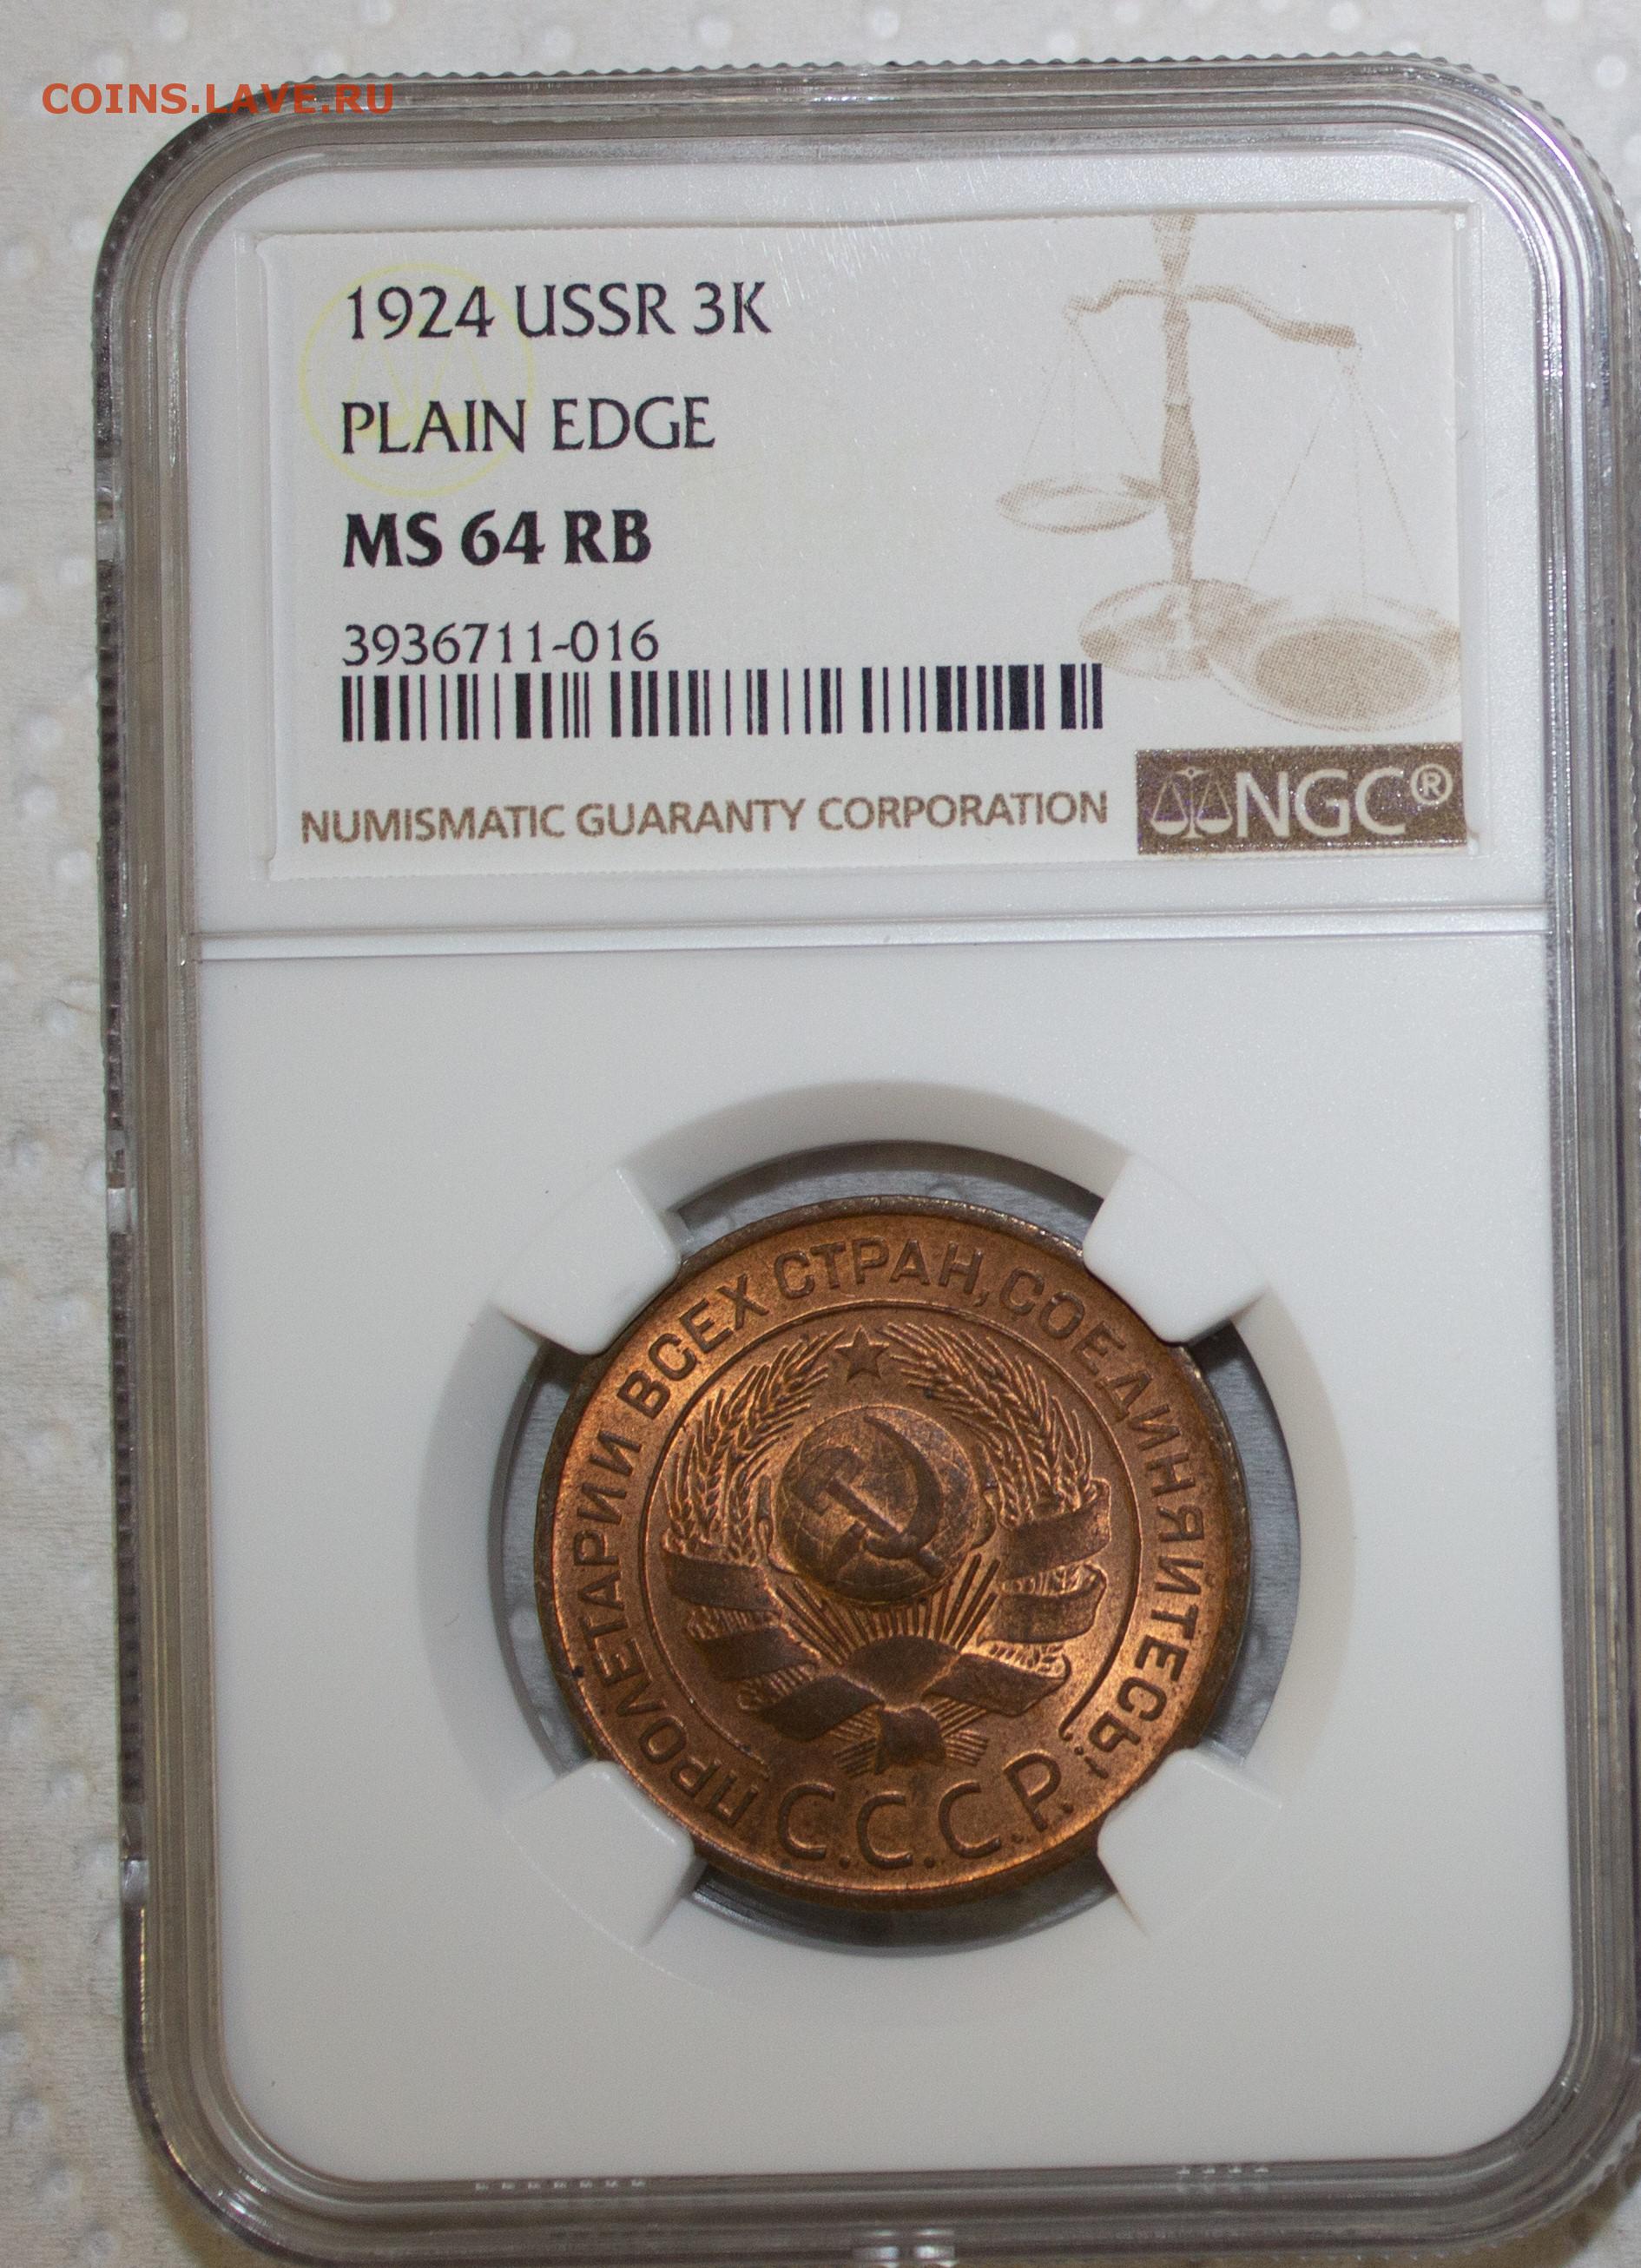 COINS.LAVE.RU
1924 USSR 3K
PLAIN EDGE
MS 64 RB
3936711-016
NUMISMATIC GUARANTY CORPORATION
NGC®
ПРОЛЕТАРИИ ВСЕХ СТРАН, СОЕДИНЯЙТЕСЬ!
С.С.С.Р.